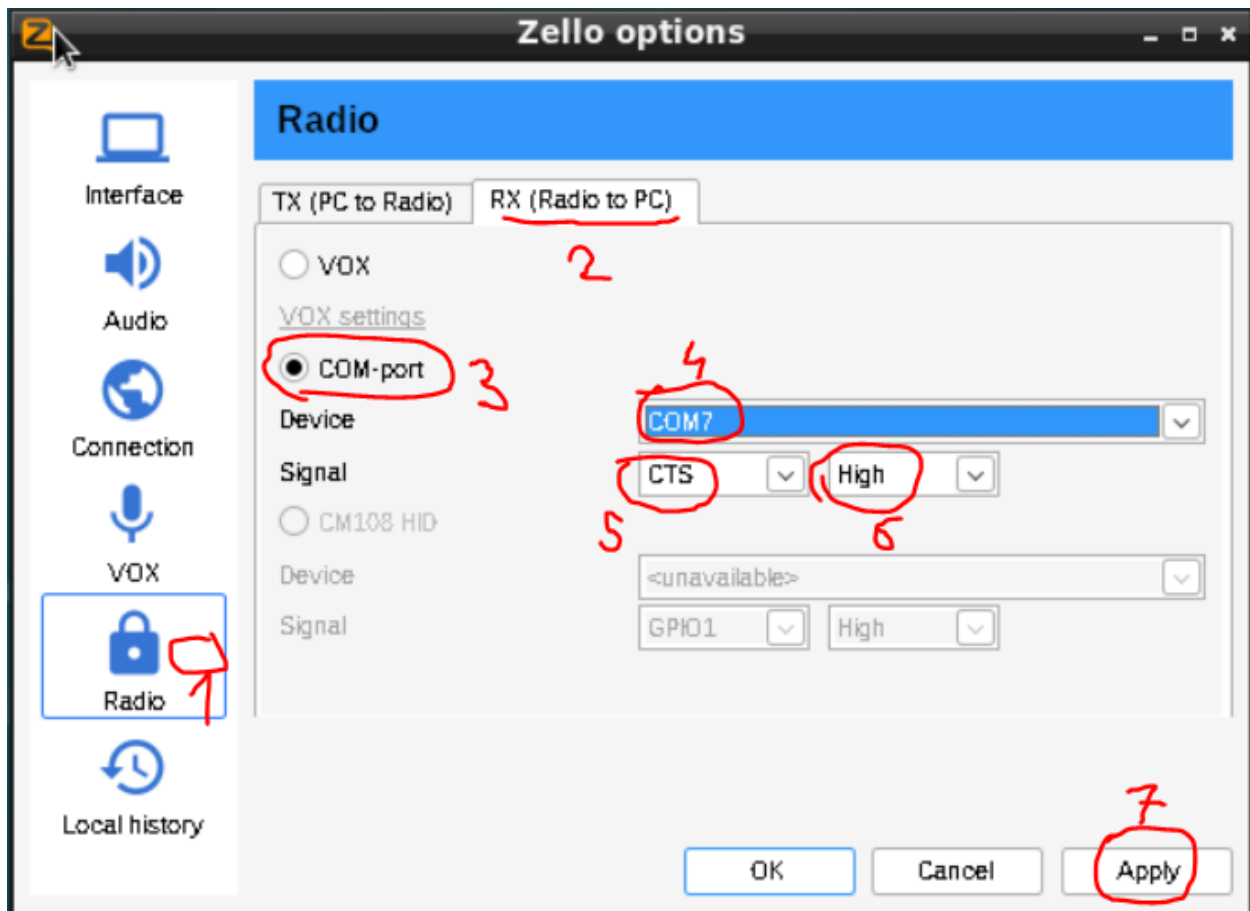 Z Zello options
Radio
Interface
TX (PC to Radio) RX (Radio to PC)
2
VOX
Audio
VOX settings
COM-port 3 4
Device COM7
Connection
Signal CTS High
5 6
CM108 HID
VOX
Device <unavailable>
Signal GPIO1 High
Radio 1
Local history
7
OK Cancel Apply